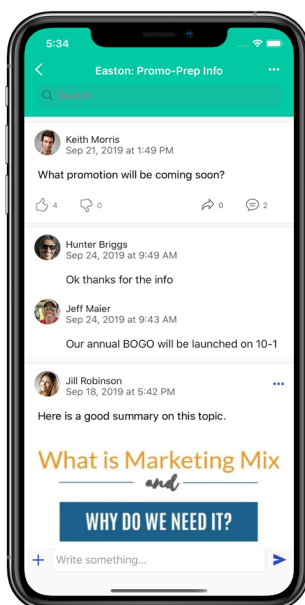 5:34
Easton: Promo-Prep Info
Search
Keith Morris
Sep 21, 2019 at 1:49 PM
What promotion will be coming soon?
4 0 0 2
Hunter Briggs
Sep 24, 2019 at 9:49 AM
Ok thanks for the info
Jeff Maier
Sep 24, 2019 at 9:43 AM
Our annual BOGO will be launched on 10-1
Jill Robinson
Sep 18, 2019 at 5:42 PM
Here is a good summary on this topic.
What is Marketing Mix
and
WHY DO WE NEED IT?
Write something...